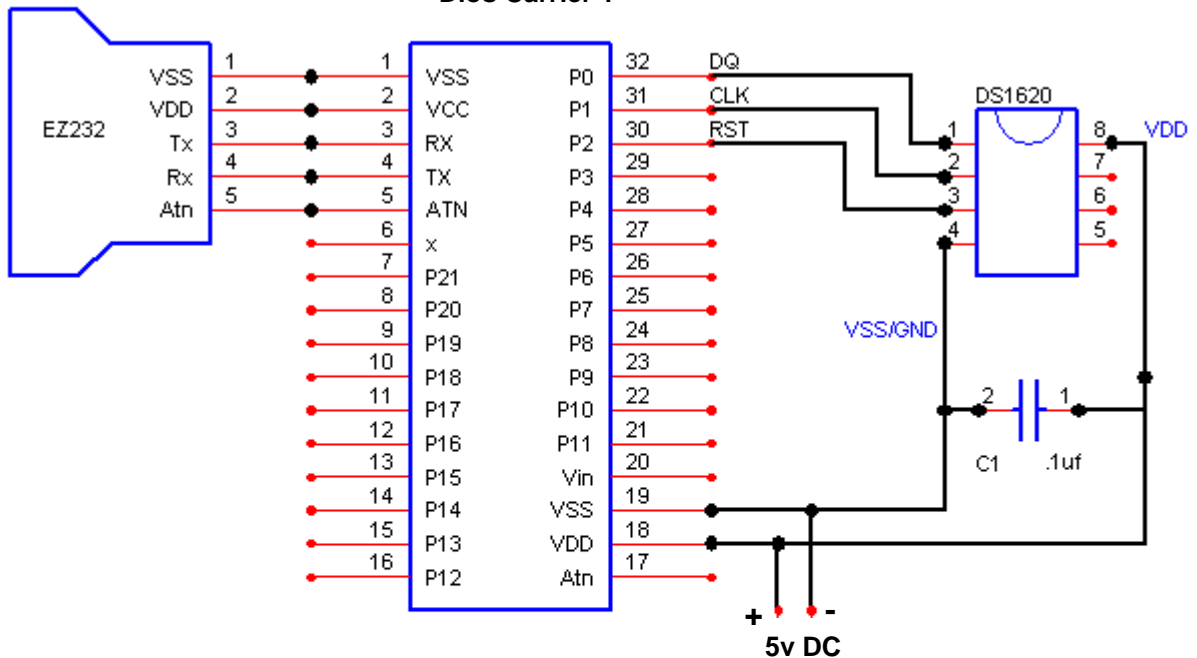 EZ232
VSS 1
VDD 2
Tx 3
Rx 4
Atn 5
1 VSS
2 VCC
3 RX
4 TX
5 ATN
6 x
7 P21
8 P20
9 P19
10 P18
11 P17
12 P16
13 P15
14 P14
15 P13
16 P12
P0 32 DQ
P1 31 CLK
P2 30 RST
P3 29
P4 28
P5 27
P6 26
P7 25
P8 24
P9 23
P10 22
P11 21
Vin 20
VSS 19
VDD 18
Atn 17
DS1620
1 8 VDD
2 7
3 6
4 5
VSS/GND
2 1
C1 .1uf
+ -
5v DC